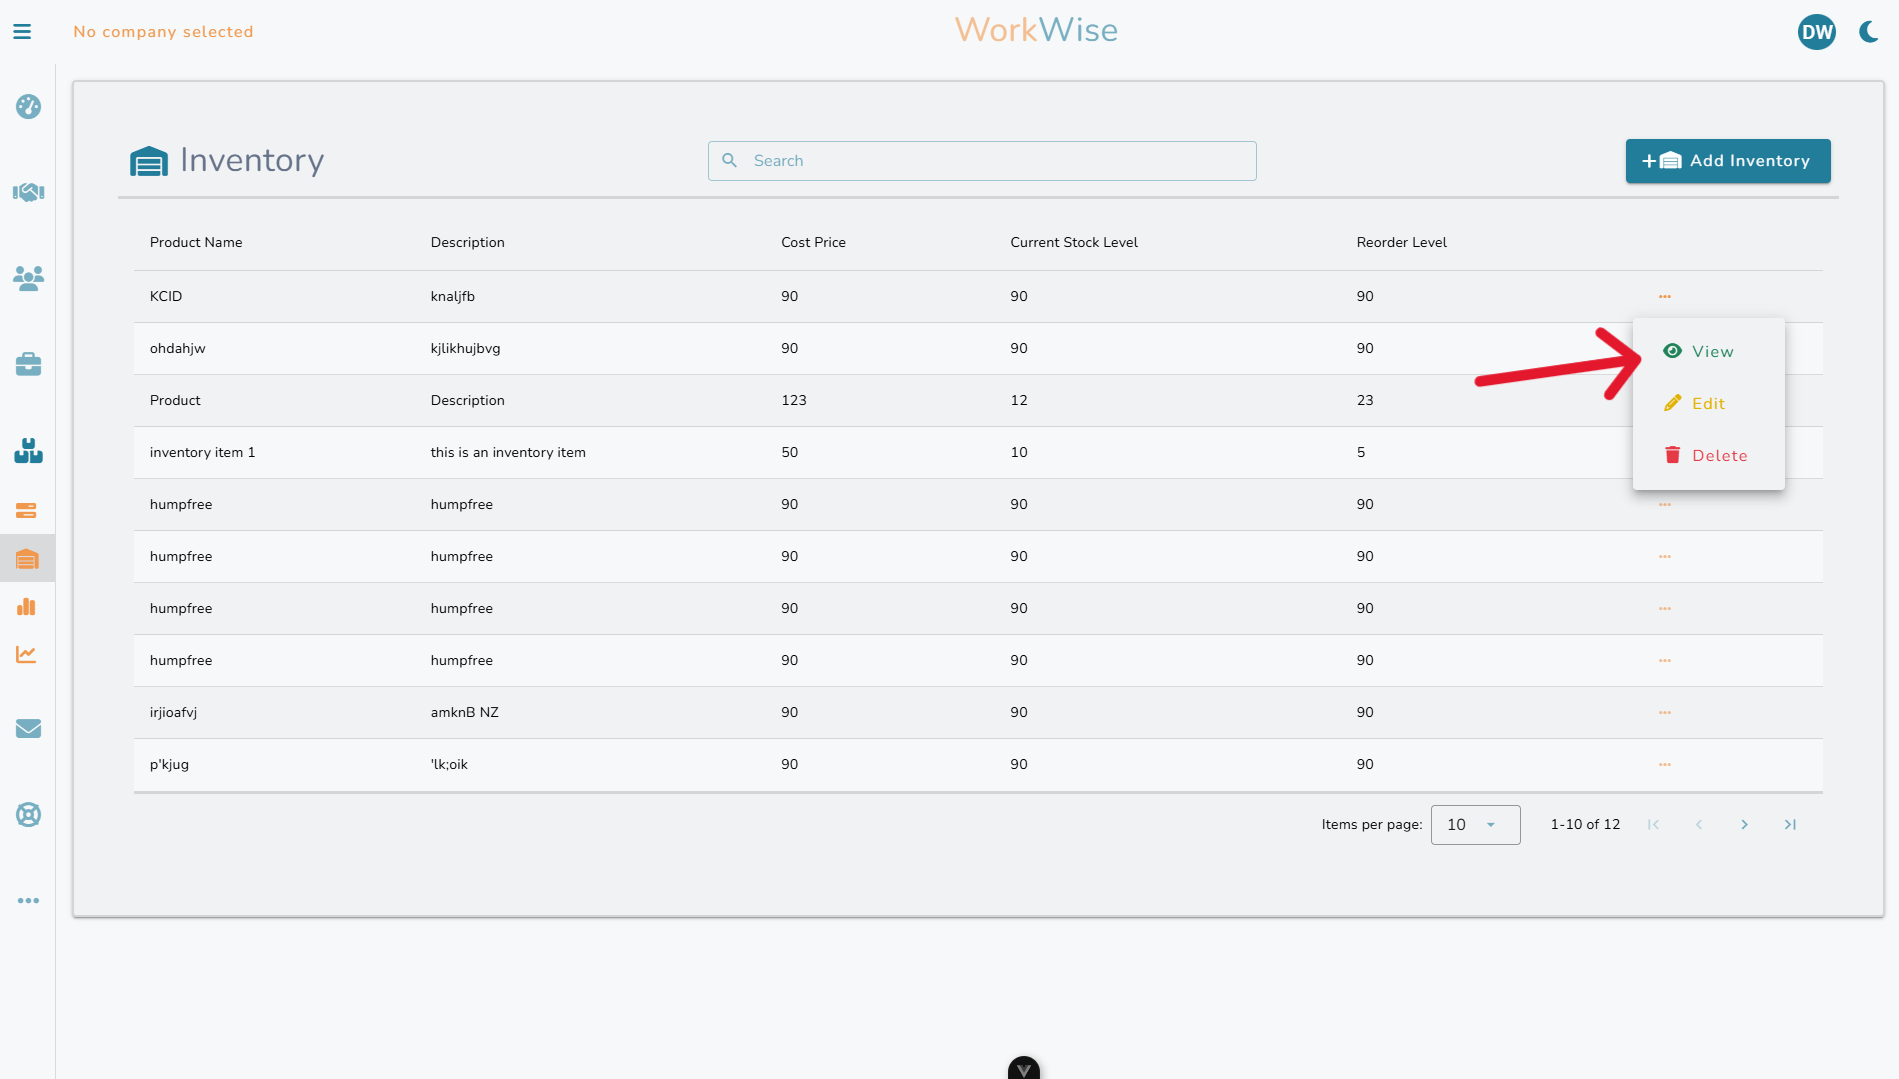 No company selected
WorkWise
DW
Inventory
Search
Add Inventory
Product Name Description Cost Price Current Stock Level Reorder Level
KCID knaljfb 90 90 90
ohdahjw kjlikhujbvg 90 90 90
View
Product Description 123 12 23
Edit
inventory item 1 this is an inventory item 50 10 5
Delete
humpfree humpfree 90 90 90
humpfree humpfree 90 90 90
humpfree humpfree 90 90 90
humpfree humpfree 90 90 90
irjioafvj amknB NZ 90 90 90
p'kjug 'lk;oik 90 90 90
Items per page: 10 1-10 of 12